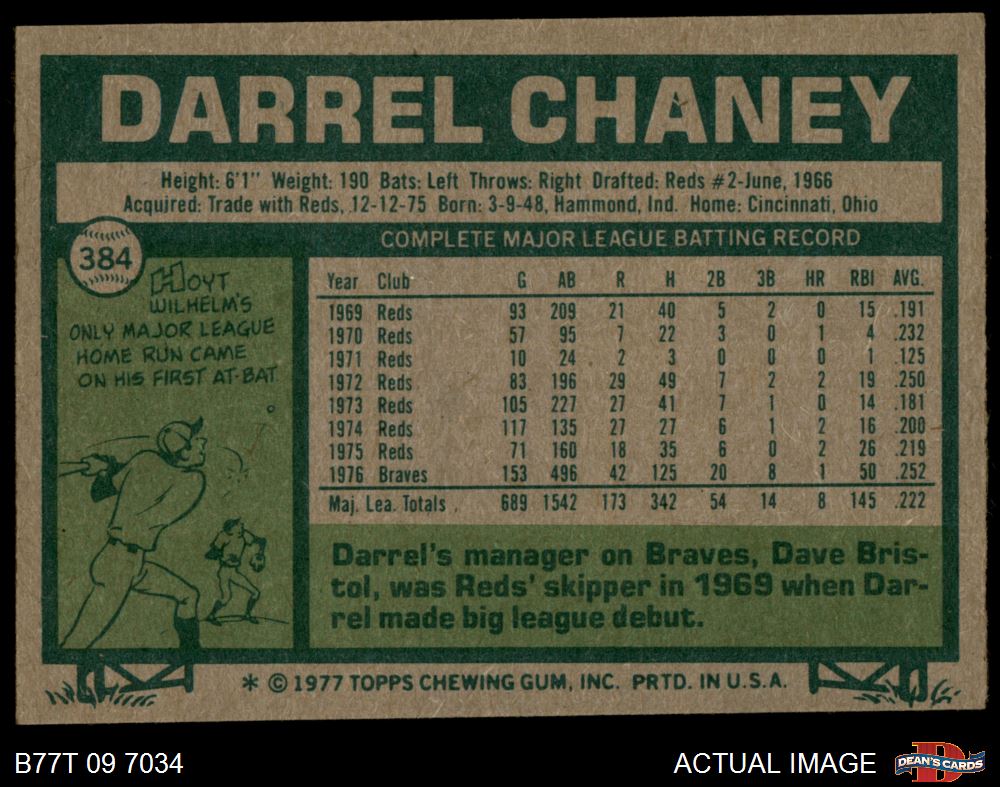 DARREL CHANEY
Height: 6'1" Weight: 190 Bats: Left Throws: Right Drafted: Reds #2-June, 1966
Acquired: Trade with Reds, 12-12-75 Born: 3-9-48, Hammond, Ind. Home: Cincinnati, Ohio
384
HOYT
WILHELM'S
ONLY MAJOR LEAGUE
HOME RUN CAME
ON HIS FIRST AT-BAT
COMPLETE MAJOR LEAGUE BATTING RECORD
Year Club G AB R H 2B 3B HR RBI AVG.
1969 Reds 93 209 21 40 5 2 0 15 .191
1970 Reds 57 95 7 22 3 0 1 4 .232
1971 Reds 10 24 2 3 0 0 0 1 .125
1972 Reds 83 196 29 49 7 2 2 19 .250
1973 Reds 105 227 27 41 7 1 0 14 .181
1974 Reds 117 135 27 27 6 1 2 16 .200
1975 Reds 71 160 18 35 6 0 2 26 .219
1976 Braves 153 496 42 125 20 8 1 50 .252
Maj. Lea. Totals 689 1542 173 342 54 14 8 145 .222
Darrel's manager on Braves, Dave Bris-
tol, was Reds' skipper in 1969 when Dar-
rel made big league debut.
* © 1977 TOPPS CHEWING GUM, INC. PRTD. IN U.S.A.
B77T 09 7034
ACTUAL IMAGE
DEAN'S CARDS